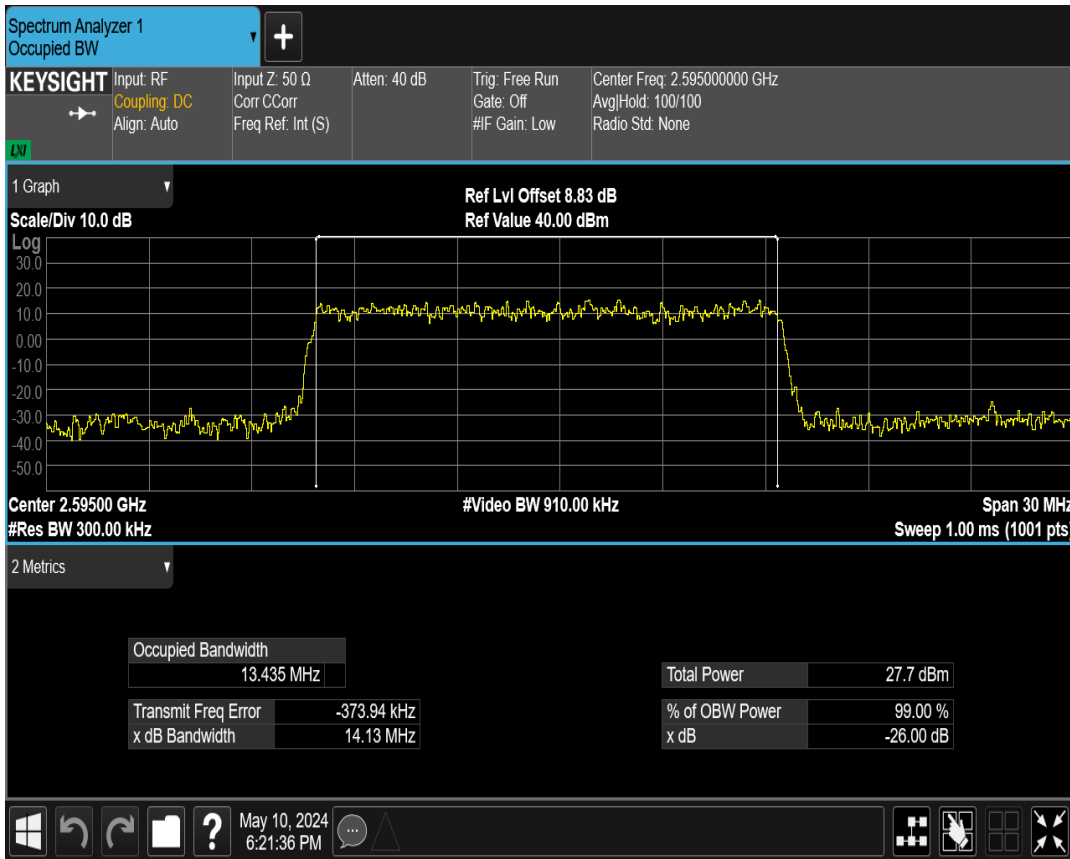 Spectrum Analyzer 1
Occupied BW
KEYSIGHT
LXI
Input: RF
Coupling: DC
Align: Auto
Input Z: 50 Ω
Corr CCorr
Freq Ref: Int (S)
Atten: 40 dB
Trig: Free Run
Gate: Off
#IF Gain: Low
Center Freq: 2.595000000 GHz
Avg|Hold: 100/100
Radio Std: None
1 Graph
Scale/Div 10.0 dB
Ref Lvl Offset 8.83 dB
Ref Value 40.00 dBm
Log
30.0
20.0
10.0
0.00
-10.0
-20.0
-30.0
-40.0
-50.0
Center 2.59500 GHz
#Video BW 910.00 kHz
Span 30 MHz
#Res BW 300.00 kHz
Sweep 1.00 ms (1001 pts)
2 Metrics
Occupied Bandwidth
13.435 MHz
Total Power 27.7 dBm
Transmit Freq Error -373.94 kHz
% of OBW Power 99.00 %
x dB Bandwidth 14.13 MHz
x dB -26.00 dB
?
May 10, 2024
6:21:36 PM